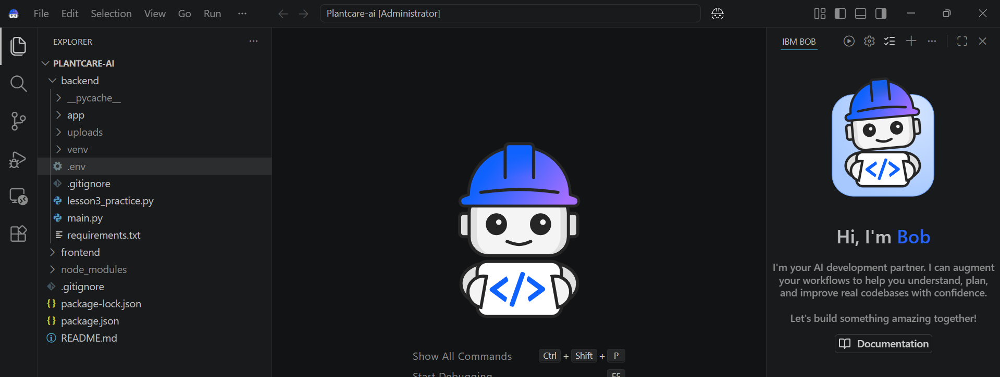 File Edit Selection View Go Run ···
Plantcare-ai [Administrator]
EXPLORER
PLANTCARE-AI
backend
__pycache__
app
uploads
venv
.env
.gitignore
lesson3_practice.py
main.py
requirements.txt
frontend
node_modules
.gitignore
package-lock.json
package.json
README.md
Show All Commands Ctrl + Shift + P
Start Debugging F5
IBM BOB
Hi, I'm Bob
I'm your AI development partner. I can augment
your workflows to help you understand, plan,
and improve real codebases with confidence.
Let's build something amazing together!
Documentation